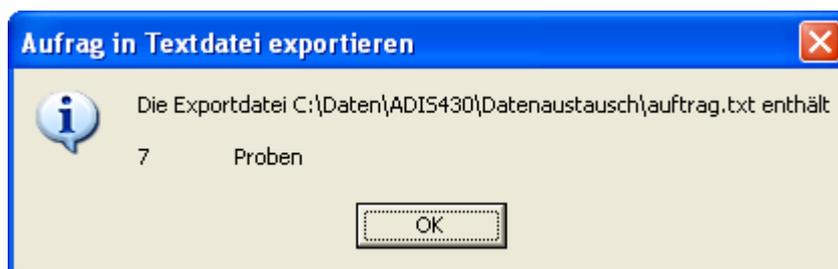 Aufrag in Textdatei exportieren
Die Exportdatei C:\Daten\ADIS430\Datenaustausch\auftrag.txt enthält
7 Proben
OK